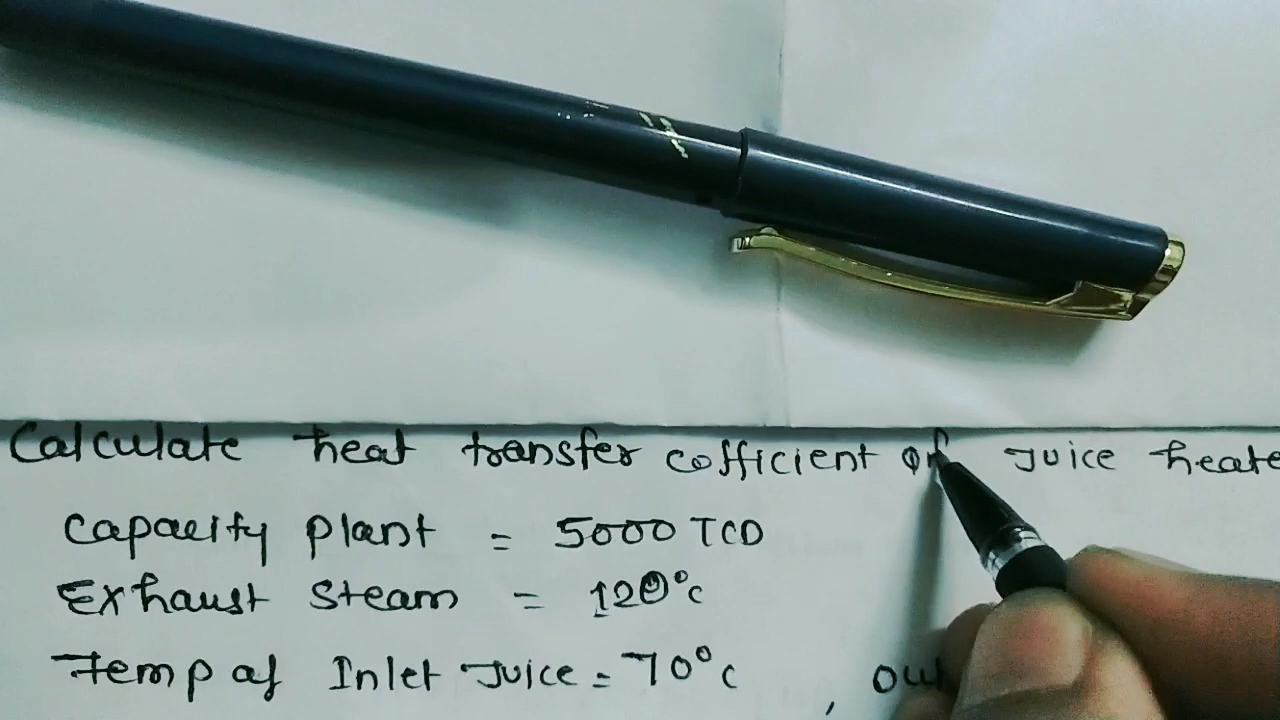 Calculate heat transfer cofficient of Juice heate
Capacity plant = 5000 TCD
Exhaust steam = 120°c
Temp of Inlet Juice = 70°c , ou